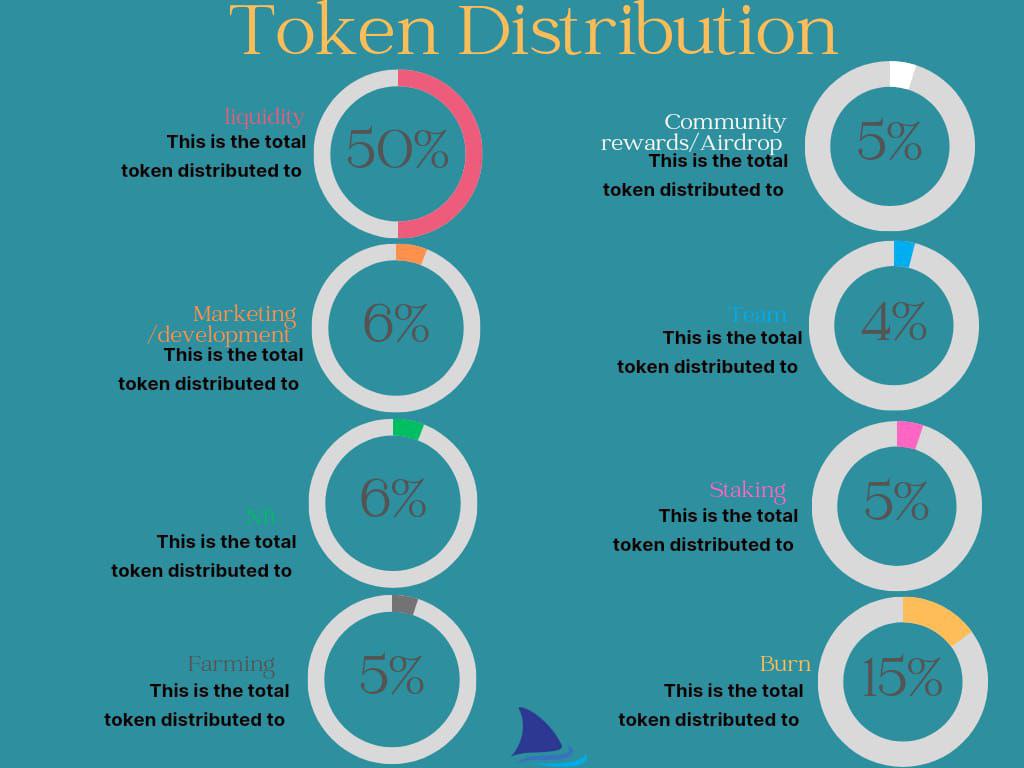 Token Distribution
liquidity
This is the total
token distributed to
50%
Community
rewards/Airdrop
This is the total
token distributed to
5%
Marketing
/development
This is the total
token distributed to
6%
Team
This is the total
token distributed to
4%
This is the total
token distributed to
6%
Staking
This is the total
token distributed to
5%
Farming
This is the total
token distributed to
5%
Burn
This is the total
token distributed to
15%